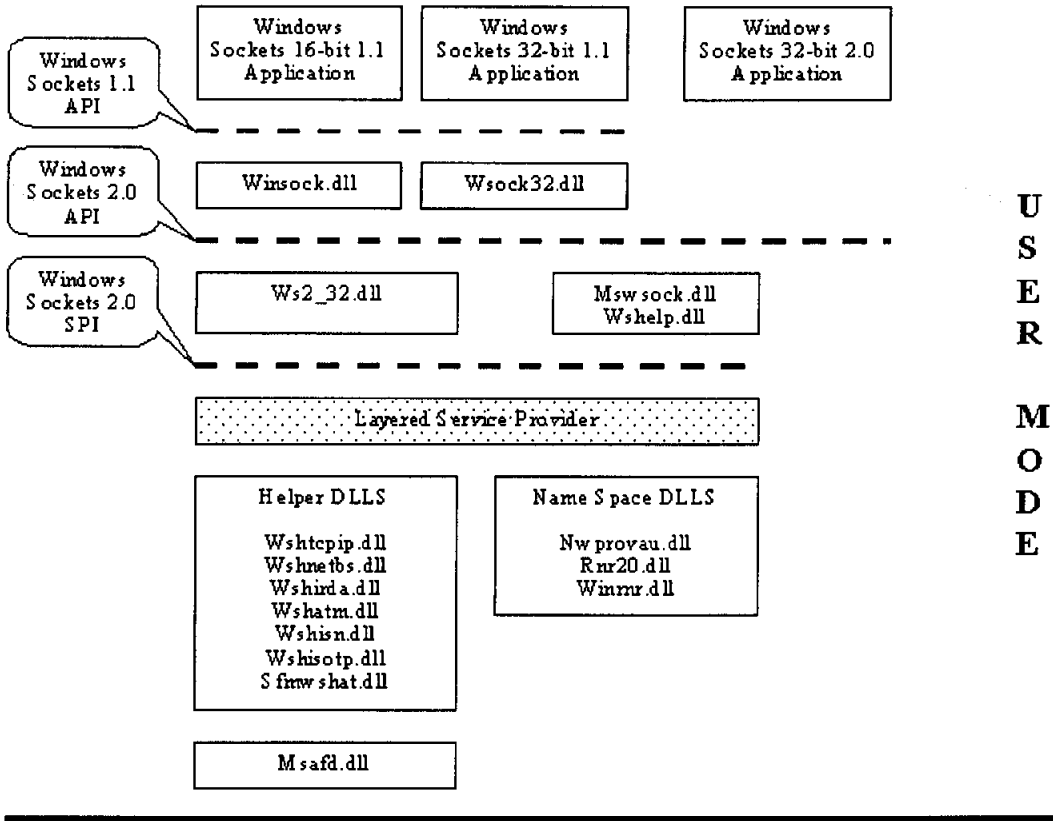 Windows
Sockets 16-bit 1.1
Application
Windows
Sockets 32-bit 1.1
Application
Windows
Sockets 32-bit 2.0
Application
Windows
Sockets 1.1
API
Windows
Sockets 2.0
API
Winsock.dll
Wsock32.dll
Windows
Sockets 2.0
SPI
Ws2_32.dll
Mswsock.dll
Wshelp.dll
Layered Service Provider
Helper DLLS
Wshtcpip.dll
Wshnetbs.dll
Wshirda.dll
Wshatm.dll
Wshisn.dll
Wshisotp.dll
Sfmwshat.dll
Name Space DLLS
Nwprovau.dll
Rnr20.dll
Winrnr.dll
Msafd.dll
U
S
E
R
M
O
D
E